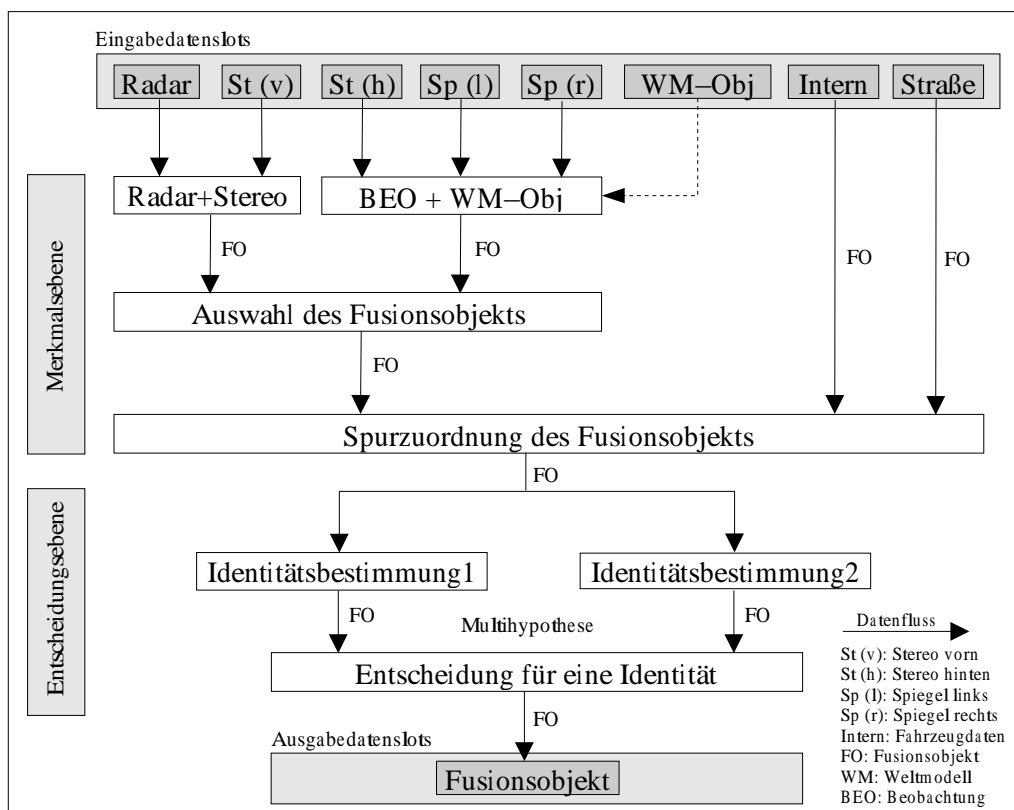 Eingabedatenslots
Radar
St (v)
St (h)
Sp (l)
Sp (r)
WM–Obj
Intern
Straße
Merkmalsebene
Radar+Stereo
BEO + WM–Obj
FO
FO
FO
FO
Auswahl des Fusionsobjekts
FO
Spurzuordnung des Fusionsobjekts
FO
Entscheidungsebene
Identitätsbestimmung1
Identitätsbestimmung2
FO
FO
Multihypothese
Entscheidung für eine Identität
FO
Ausgabedatenslots
Fusionsobjekt
Datenfluss
St (v): Stereo vorn
St (h): Stereo hinten
Sp (l): Spiegel links
Sp (r): Spiegel rechts
Intern: Fahrzeugdaten
FO: Fusionsobjekt
WM: Weltmodell
BEO: Beobachtung